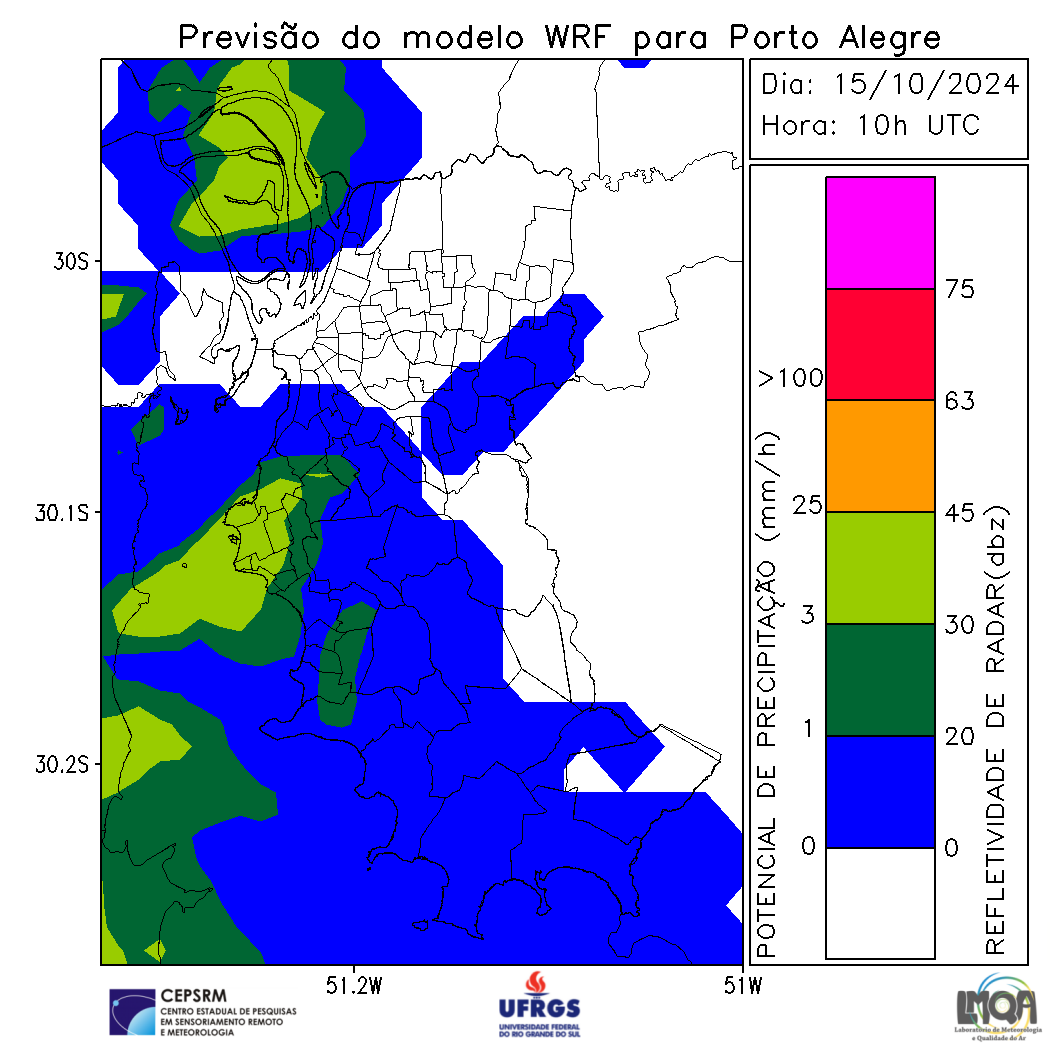 Previsão do modelo WRF para Porto Alegre
Dia: 15/10/2024
Hora: 10h UTC
30S
30.1S
30.2S
51.2W
51W
POTENCIAL DE PRECIPITAÇÃO (mm/h)
>100
25
3
1
0
75
63
45
30
20
0
REFLETIVIDADE DE RADAR(dbz)
CEPSRM
CENTRO ESTADUAL DE PESQUISAS
EM SENSORIAMENTO REMOTO
E METEOROLOGIA
UFRGS
UNIVERSIDADE FEDERAL
DO RIO GRANDE DO SUL
LMQA
Laboratório de Meteorologia
e Qualidade do Ar